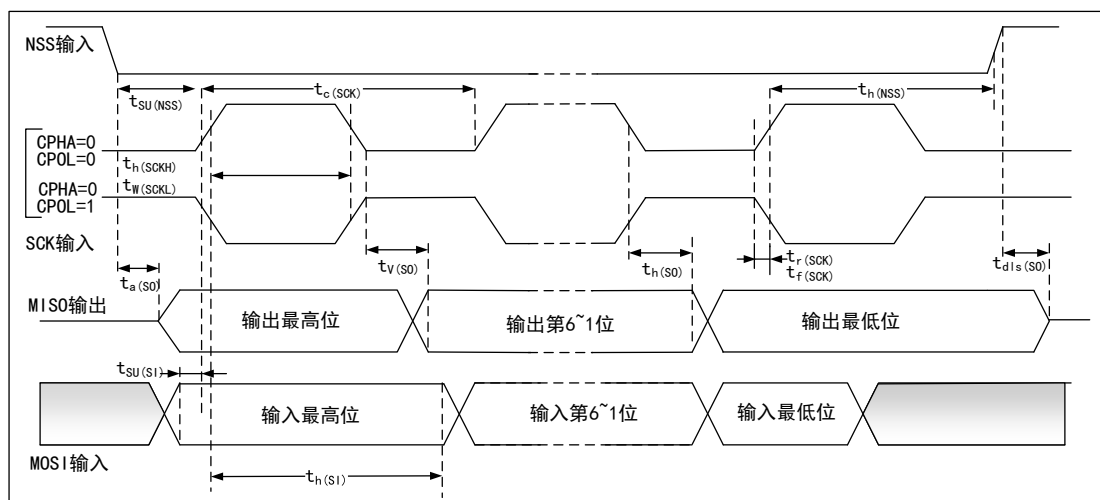 NSS输入
tSU(NSS)
tc(SCK)
th(NSS)
CPHA=0
CPOL=0
th(SCKH)
CPHA=0
CPOL=1
tW(SCKL)
SCK输入
ta(SO)
tV(SO)
th(SO)
tr(SCK)
tf(SCK)
tdls(SO)
MISO输出
输出最高位
输出第6~1位
输出最低位
tSU(SI)
输入最高位
输入第6~1位
输入最低位
MOSI输入
th(SI)